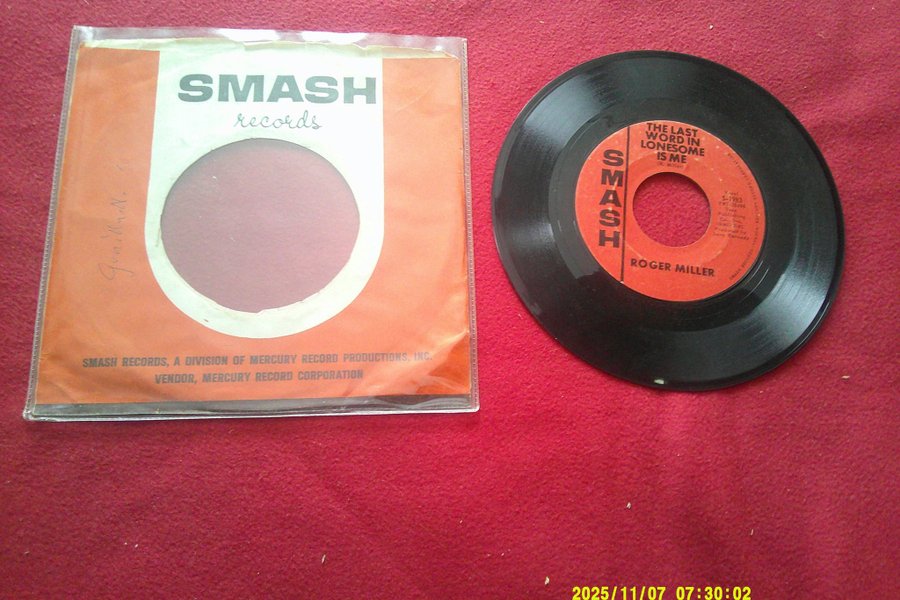 SMASH
records
SMASH RECORDS, A DIVISION OF MERCURY RECORD PRODUCTIONS, INC.
VENDOR, MERCURY RECORD CORPORATION
THE LAST
WORD IN
LONESOME
IS ME
SMASH
ROGER MILLER
2025/11/07 07:30:02